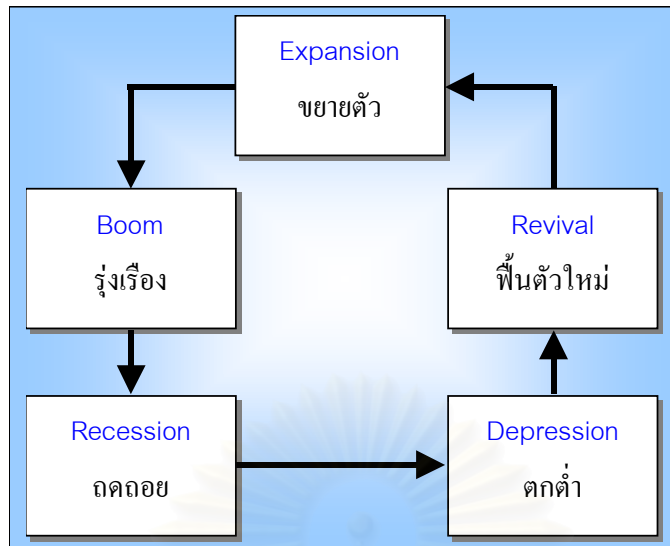 Expansion
ขยายตัว
Boom
รุ่งเรือง
Revival
ฟื้นตัวใหม่
Recession
ถดถอย
Depression
ตกต่ำ